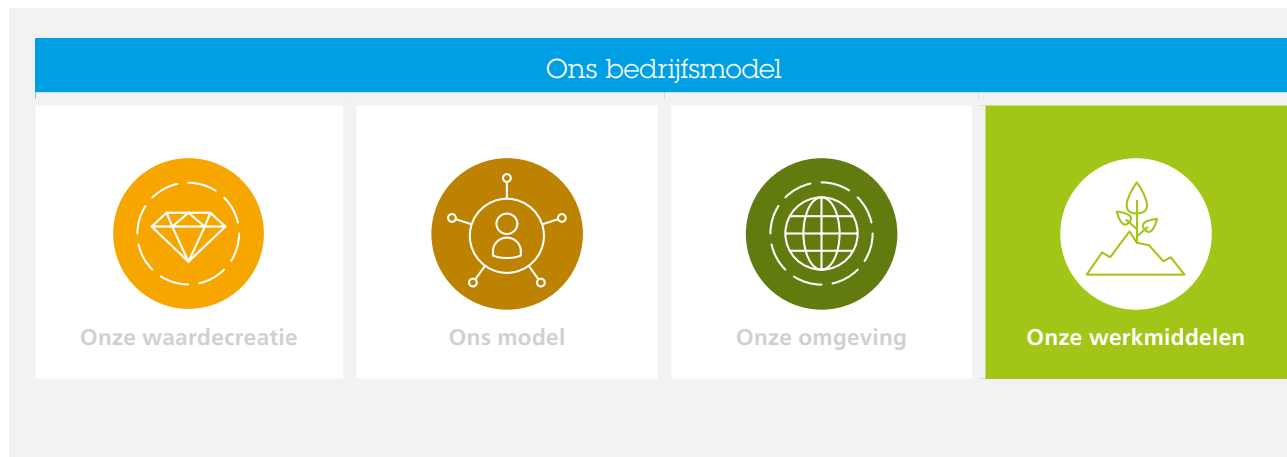 Ons bedrijfsmodel
Onze waardecreatie
Ons model
Onze omgeving
Onze werkmiddelen